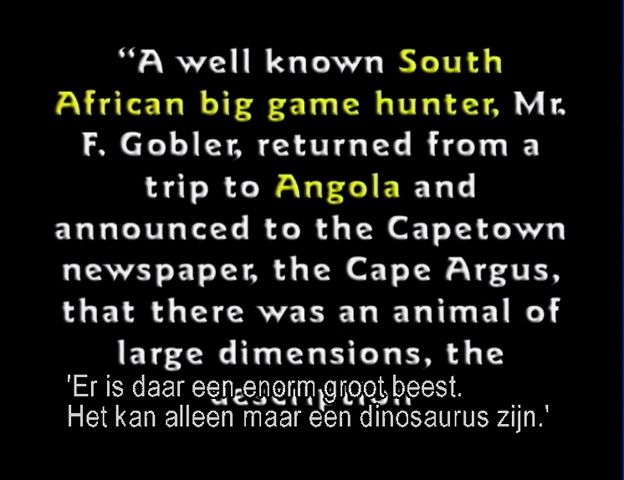 “A well known South
African big game hunter, Mr.
F. Gobler, returned from a
trip to Angola and
announced to the Capetown
newspaper, the Cape Argus,
that there was an animal of
large dimensions, the
description
'Er is daar een enorm groot beest.
Het kan alleen maar een dinosaurus zijn.'